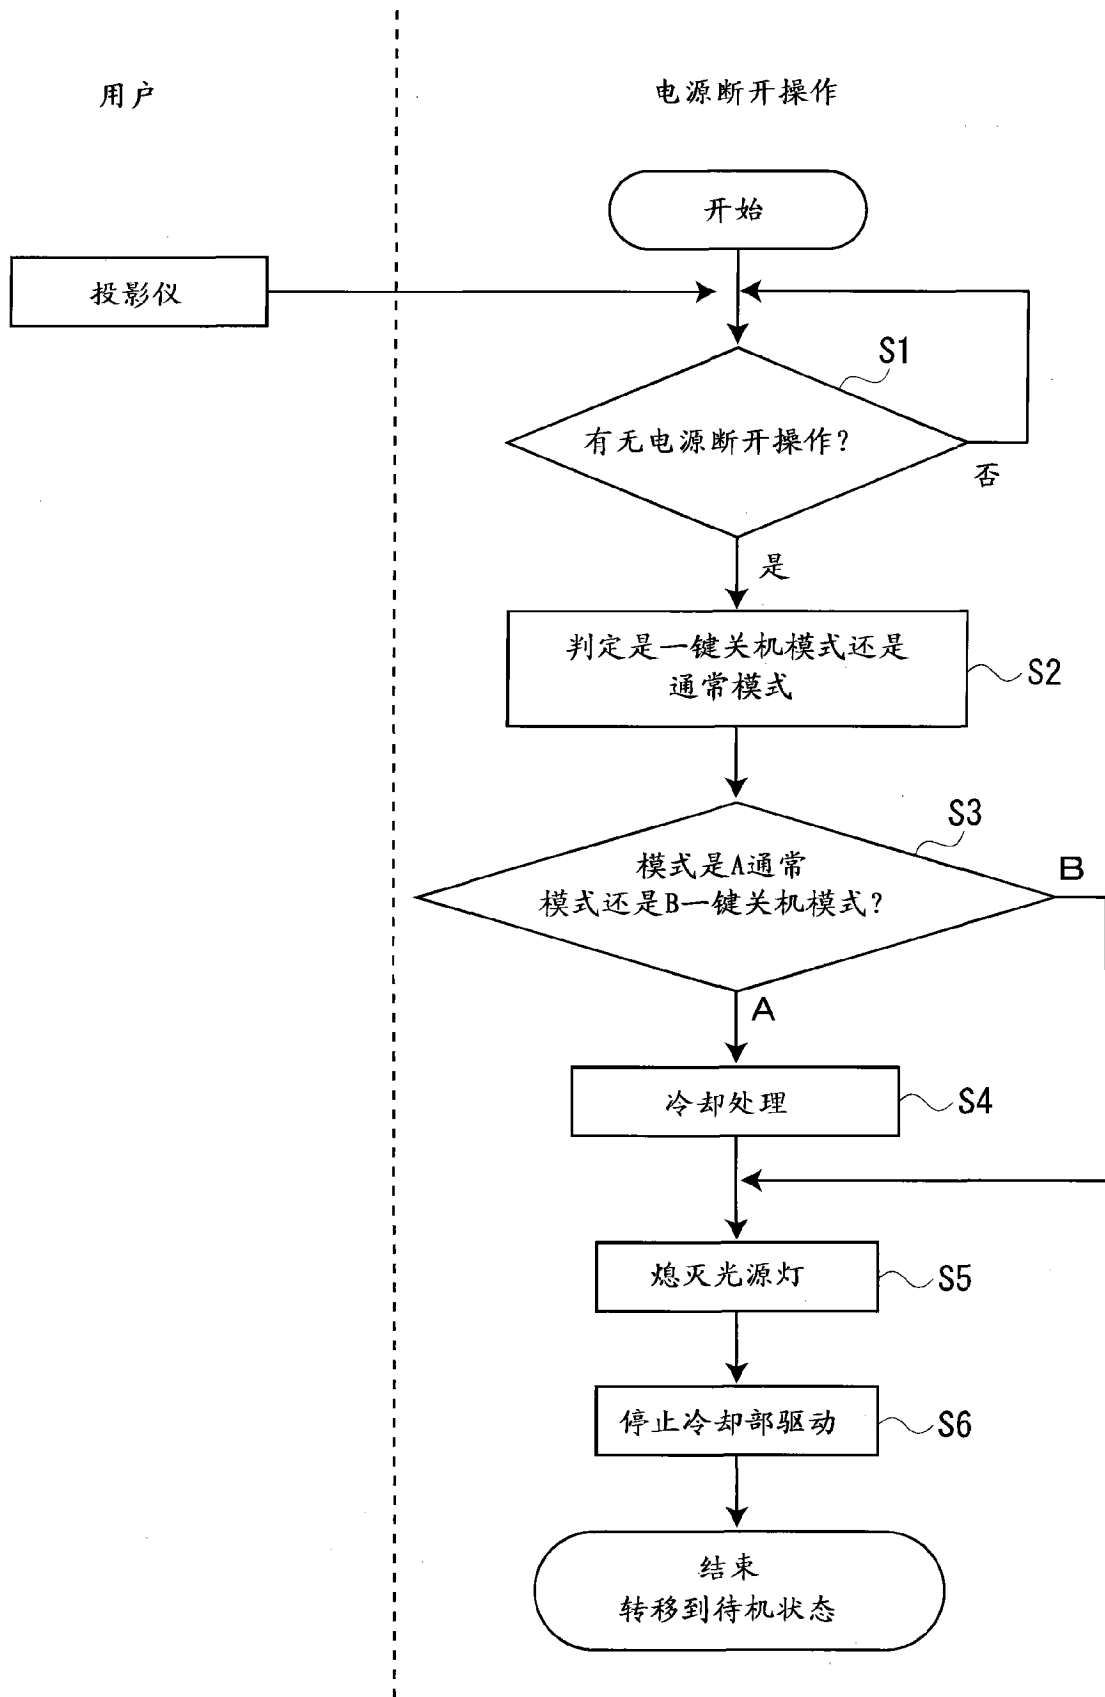 用户
电源断开操作
开始
投影仪
S1
有无电源断开操作？
否
是
判定是一键关机模式还是
通常模式
S2
S3
模式是A通常
模式还是B一键关机模式？
B
A
冷却处理
S4
熄灭光源灯
S5
停止冷却部驱动
S6
结束
转移到待机状态